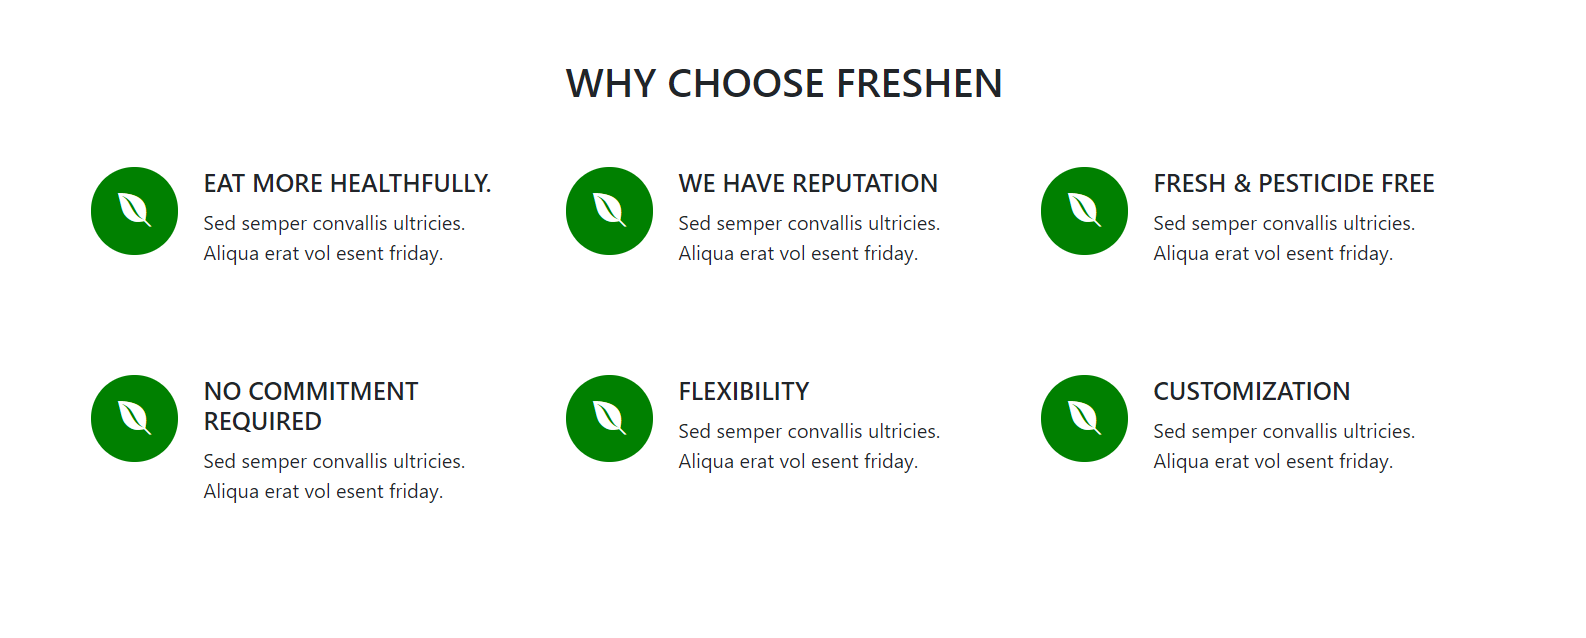 WHY CHOOSE FRESHEN
EAT MORE HEALTHFULLY.
Sed semper convallis ultricies.
Aliqua erat vol esent friday.
WE HAVE REPUTATION
Sed semper convallis ultricies.
Aliqua erat vol esent friday.
FRESH & PESTICIDE FREE
Sed semper convallis ultricies.
Aliqua erat vol esent friday.
NO COMMITMENT
REQUIRED
Sed semper convallis ultricies.
Aliqua erat vol esent friday.
FLEXIBILITY
Sed semper convallis ultricies.
Aliqua erat vol esent friday.
CUSTOMIZATION
Sed semper convallis ultricies.
Aliqua erat vol esent friday.